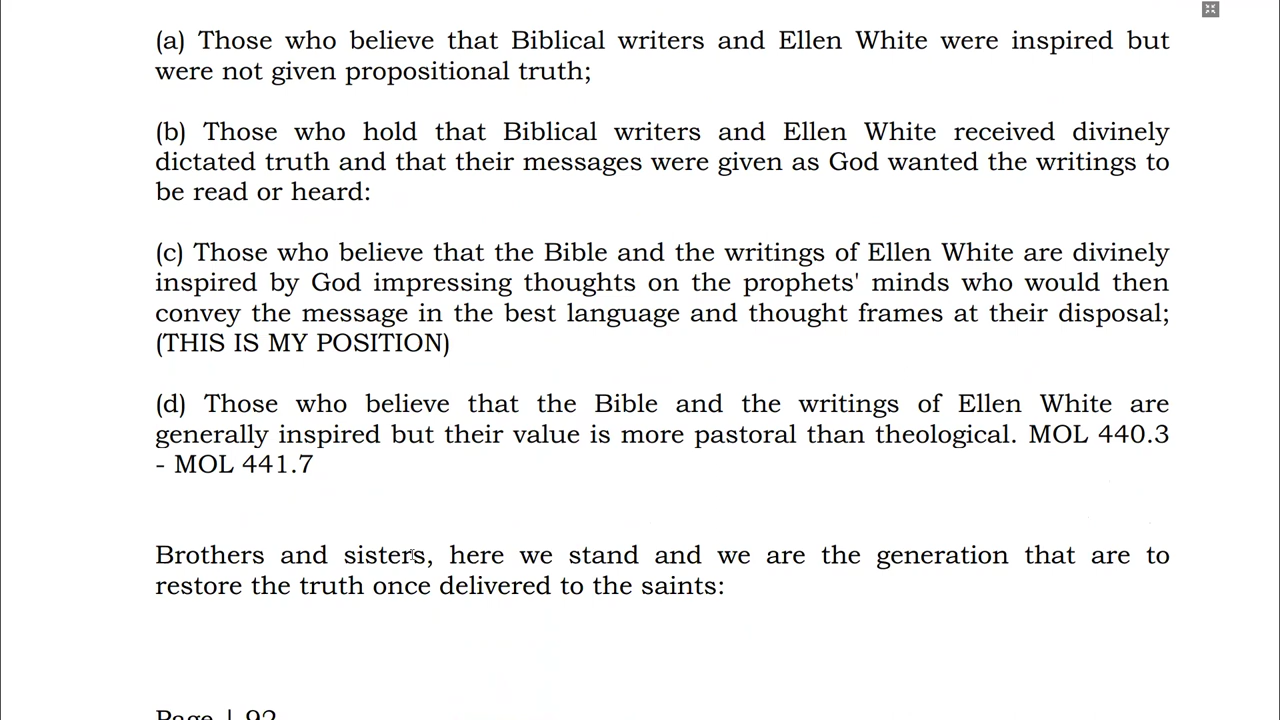 (a) Those who believe that Biblical writers and Ellen White were inspired but
were not given propositional truth;
(b) Those who hold that Biblical writers and Ellen White received divinely
dictated truth and that their messages were given as God wanted the writings to
be read or heard:
(c) Those who believe that the Bible and the writings of Ellen White are divinely
inspired by God impressing thoughts on the prophets' minds who would then
convey the message in the best language and thought frames at their disposal;
(THIS IS MY POSITION)
(d) Those who believe that the Bible and the writings of Ellen White are
generally inspired but their value is more pastoral than theological. MOL 440.3
- MOL 441.7
Brothers and sisters, here we stand and we are the generation that are to
restore the truth once delivered to the saints:
Page | 92